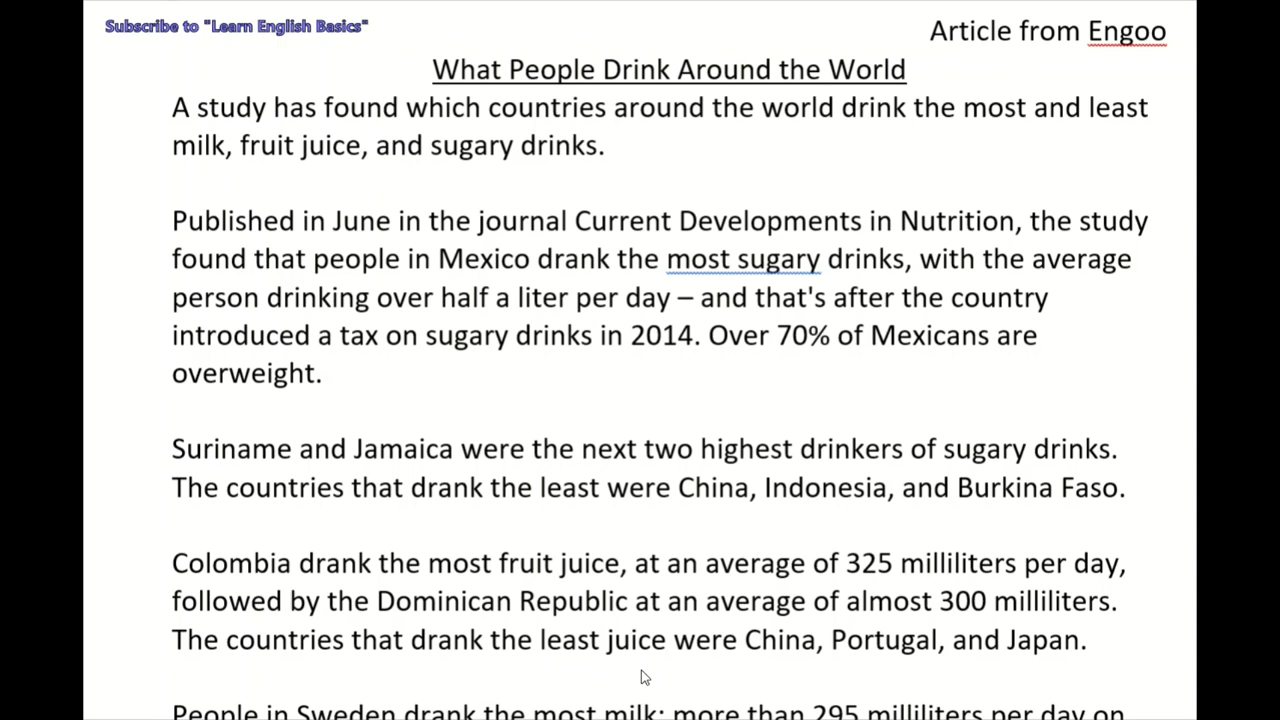 Subscribe to "Learn English Basics"
Article from Engoo
What People Drink Around the World
A study has found which countries around the world drink the most and least
milk, fruit juice, and sugary drinks.
Published in June in the journal Current Developments in Nutrition, the study
found that people in Mexico drank the most sugary drinks, with the average
person drinking over half a liter per day – and that's after the country
introduced a tax on sugary drinks in 2014. Over 70% of Mexicans are
overweight.
Suriname and Jamaica were the next two highest drinkers of sugary drinks.
The countries that drank the least were China, Indonesia, and Burkina Faso.
Colombia drank the most fruit juice, at an average of 325 milliliters per day,
followed by the Dominican Republic at an average of almost 300 milliliters.
The countries that drank the least juice were China, Portugal, and Japan.
People in Sweden drank the most milk: more than 295 milliliters per day on